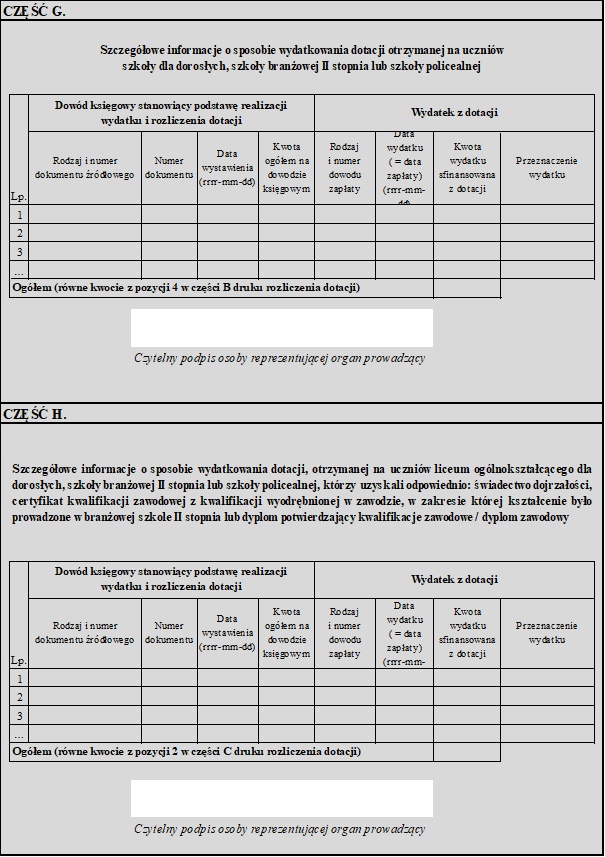 CZĘŚĆ G.
Szczegółowe informacje o sposobie wydatkowania dotacji otrzymanej na uczniów
szkoły dla dorosłych, szkoły branżowej II stopnia lub szkoły policealnej
Lp.
Dowód księgowy stanowiący podstawę realizacji
wydatku i rozliczenia dotacji
Wydatek z dotacji
Rodzaj i numer
dokumentu źródłowego
Numer
dokumentu
Data
wystawienia
(rrrr-mm-dd)
Kwota
ogółem na
dowodzie
księgowym
Rodzaj
i numer
dowodu
zapłaty
Data
wydatku
( = data
zapłaty)
(rrrr-mm-
dd)
Kwota
wydatku
sfinansowana
z dotacji
Przeznaczenie
wydatku
1
2
3
...
Ogółem (równe kwocie z pozycji 4 w części B druku rozliczenia dotacji)
Czytelny podpis osoby reprezentującej organ prowadzący
CZĘŚĆ H.
Szczegółowe informacje o sposobie wydatkowania dotacji, otrzymanej na uczniów liceum ogólnokształcącego dla
dorosłych, szkoły branżowej II stopnia lub szkoły policealnej, którzy uzyskali odpowiednio: świadectwo dojrzałości,
certyfikat kwalifikacji zawodowej z kwalifikacji wyodrębnionej w zawodzie, w zakresie której kształcenie było
prowadzone w branżowej szkole II stopnia lub dyplom potwierdzający kwalifikacje zawodowe / dyplom zawodowy
Lp.
Dowód księgowy stanowiący podstawę realizacji
wydatku i rozliczenia dotacji
Wydatek z dotacji
Rodzaj i numer
dokumentu źródłowego
Numer
dokumentu
Data
wystawienia
(rrrr-mm-dd)
Kwota
ogółem na
dowodzie
księgowym
Rodzaj
i numer
dowodu
zapłaty
Data
wydatku
( = data
zapłaty)
(rrrr-mm-
Kwota
wydatku
sfinansowana
z dotacji
Przeznaczenie
wydatku
1
2
3
...
Ogółem (równe kwocie z pozycji 2 w części C druku rozliczenia dotacji)
Czytelny podpis osoby reprezentującej organ prowadzący